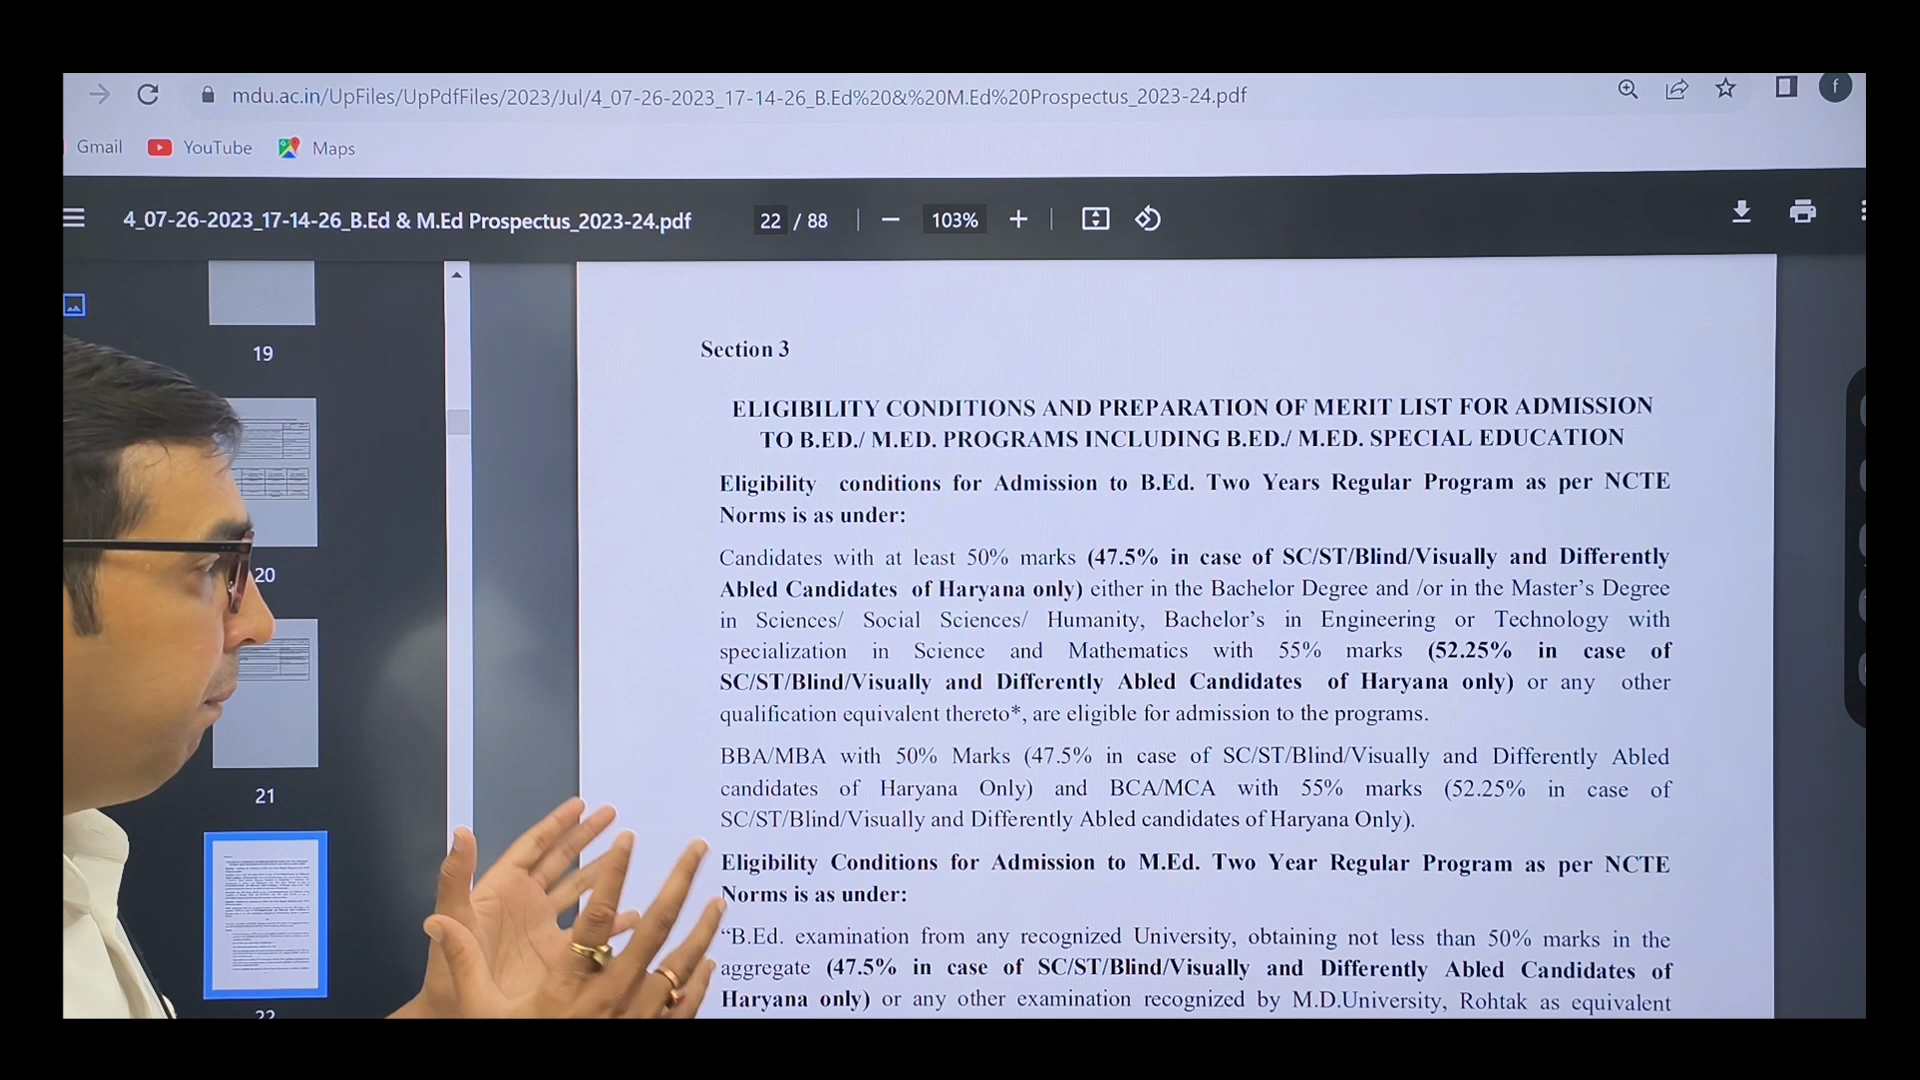 mdu.ac.in/UpFiles/UpPdfFiles/2023/Jul/4_07-26-2023_17-14-26_B.Ed%20&%20M.Ed%20Prospectus_2023-24.pdf
f
Gmail YouTube Maps
4_07-26-2023_17-14-26_B.Ed & M.Ed Prospectus_2023-24.pdf 22 / 88 103%
19
20
21
22
Section 3
ELIGIBILITY CONDITIONS AND PREPARATION OF MERIT LIST FOR ADMISSION
TO B.ED./ M.ED. PROGRAMS INCLUDING B.ED./ M.ED. SPECIAL EDUCATION
Eligibility conditions for Admission to B.Ed. Two Years Regular Program as per NCTE
Norms is as under:
Candidates with at least 50% marks (47.5% in case of SC/ST/Blind/Visually and Differently
Abled Candidates of Haryana only) either in the Bachelor Degree and /or in the Master's Degree
in Sciences/ Social Sciences/ Humanity, Bachelor's in Engineering or Technology with
specialization in Science and Mathematics with 55% marks (52.25% in case of
SC/ST/Blind/Visually and Differently Abled Candidates of Haryana only) or any other
qualification equivalent thereto*, are eligible for admission to the programs.
BBA/MBA with 50% Marks (47.5% in case of SC/ST/Blind/Visually and Differently Abled
candidates of Haryana Only) and BCA/MCA with 55% marks (52.25% in case of
SC/ST/Blind/Visually and Differently Abled candidates of Haryana Only).
Eligibility Conditions for Admission to M.Ed. Two Year Regular Program as per NCTE
Norms is as under:
“B.Ed. examination from any recognized University, obtaining not less than 50% marks in the
aggregate (47.5% in case of SC/ST/Blind/Visually and Differently Abled Candidates of
Haryana only) or any other examination recognized by M.D.University, Rohtak as equivalent